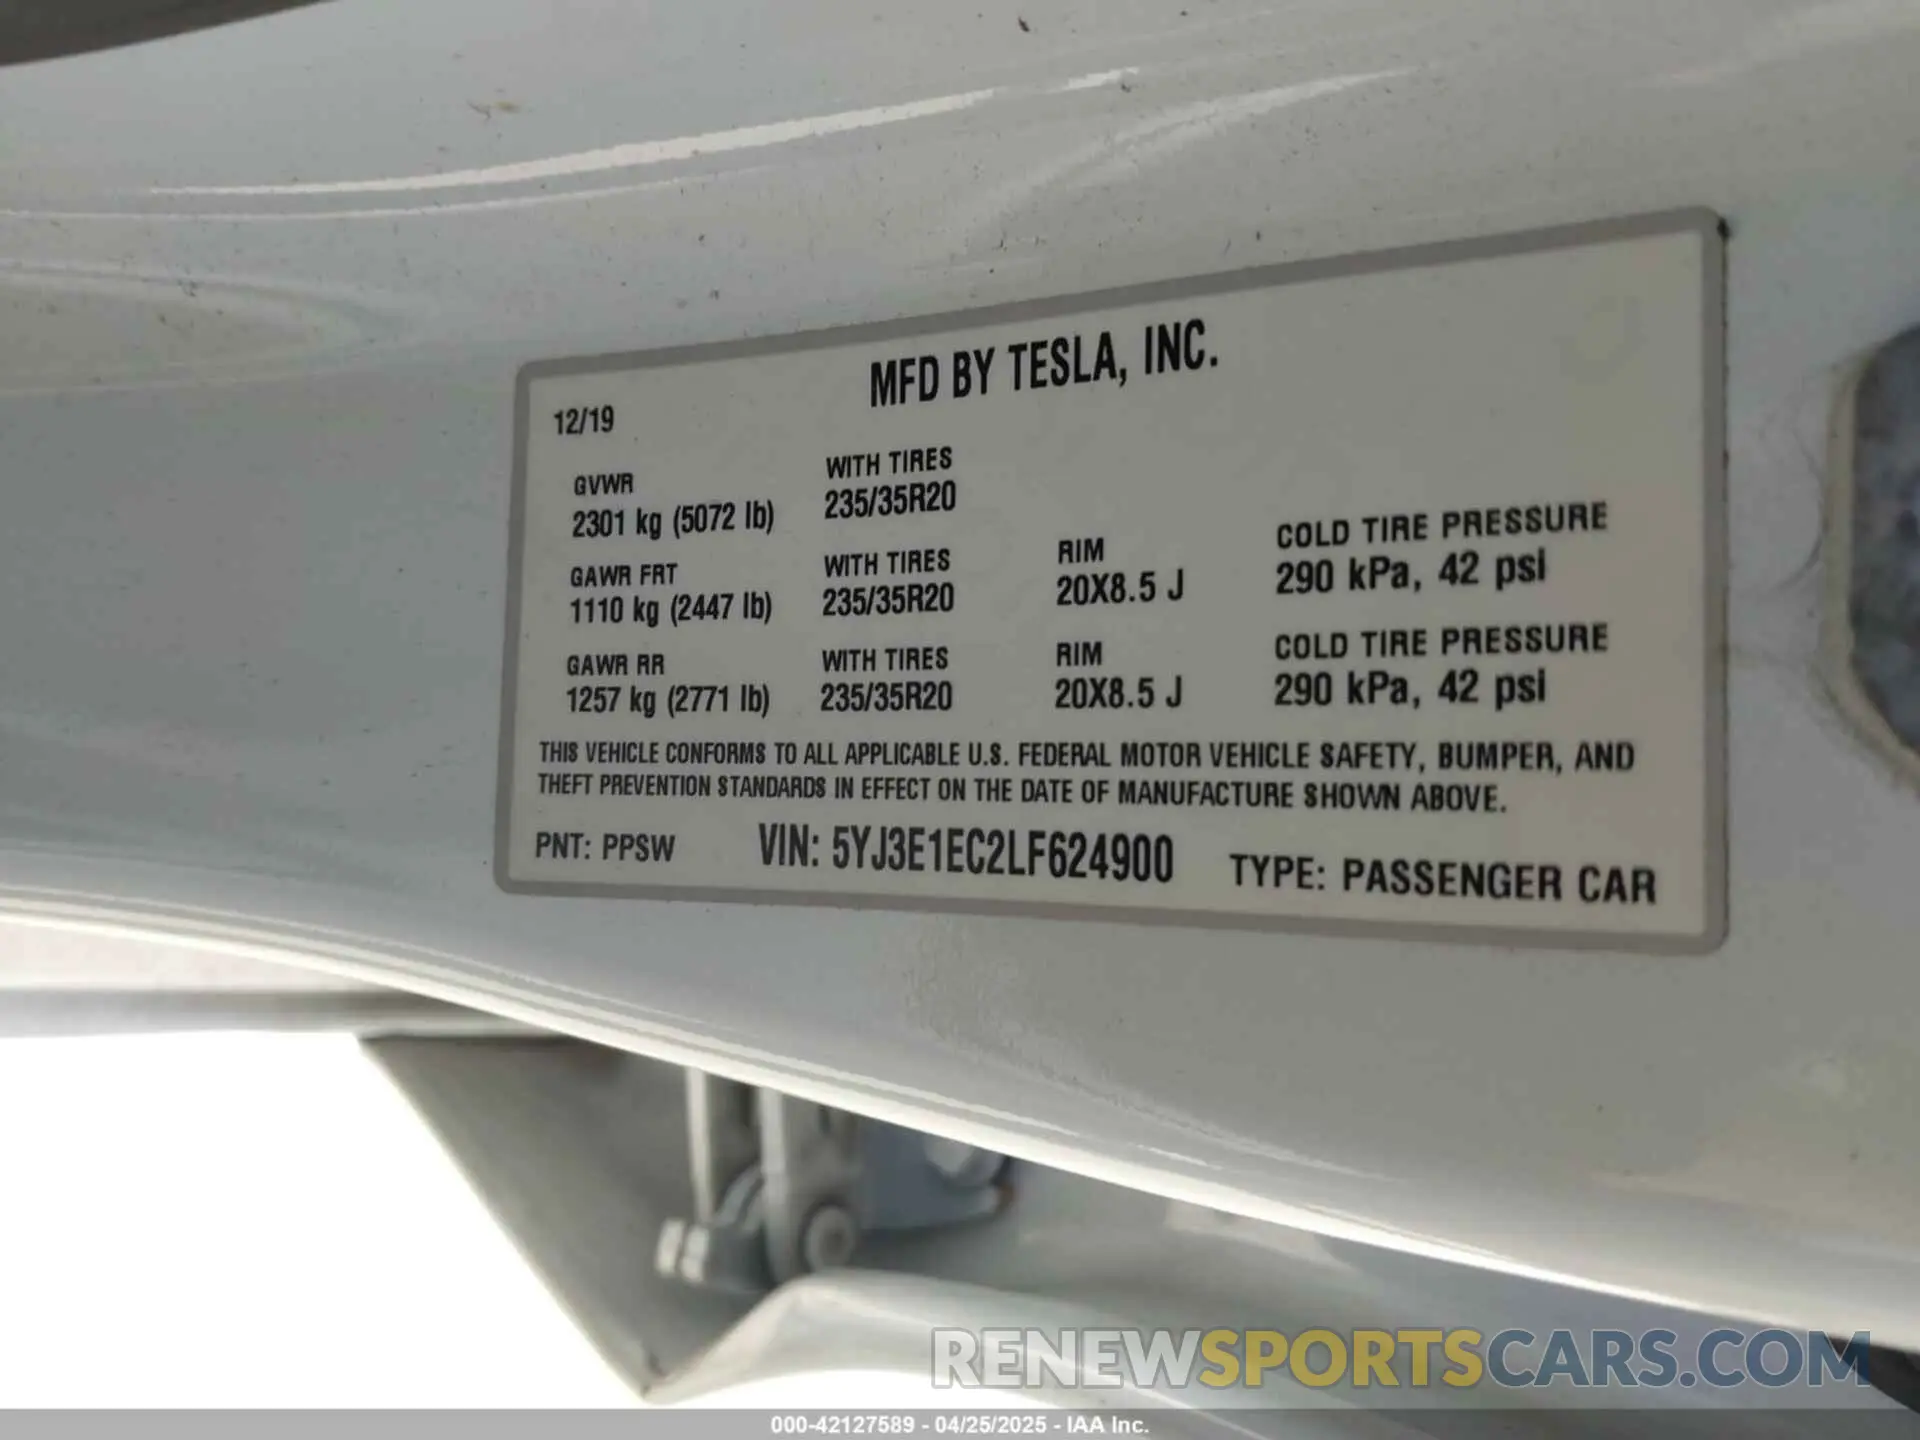 MFD BY TESLA, INC.
12/19
GVWR
2301 kg (5072 lb)
WITH TIRES
235/35R20
GAWR FRT
1110 kg (2447 lb)
WITH TIRES
235/35R20
RIM
20X8.5 J
COLD TIRE PRESSURE
290 kPa, 42 psi
GAWR RR
1257 kg (2771 lb)
WITH TIRES
235/35R20
RIM
20X8.5 J
COLD TIRE PRESSURE
290 kPa, 42 psi
THIS VEHICLE CONFORMS TO ALL APPLICABLE U.S. FEDERAL MOTOR VEHICLE SAFETY, BUMPER, AND
THEFT PREVENTION STANDARDS IN EFFECT ON THE DATE OF MANUFACTURE SHOWN ABOVE.
PNT: PPSW VIN: 5YJ3E1EC2LF624900 TYPE: PASSENGER CAR
RENEWSPORTSCARS.COM
000-42127589 - 04/25/2025 - IAA Inc.